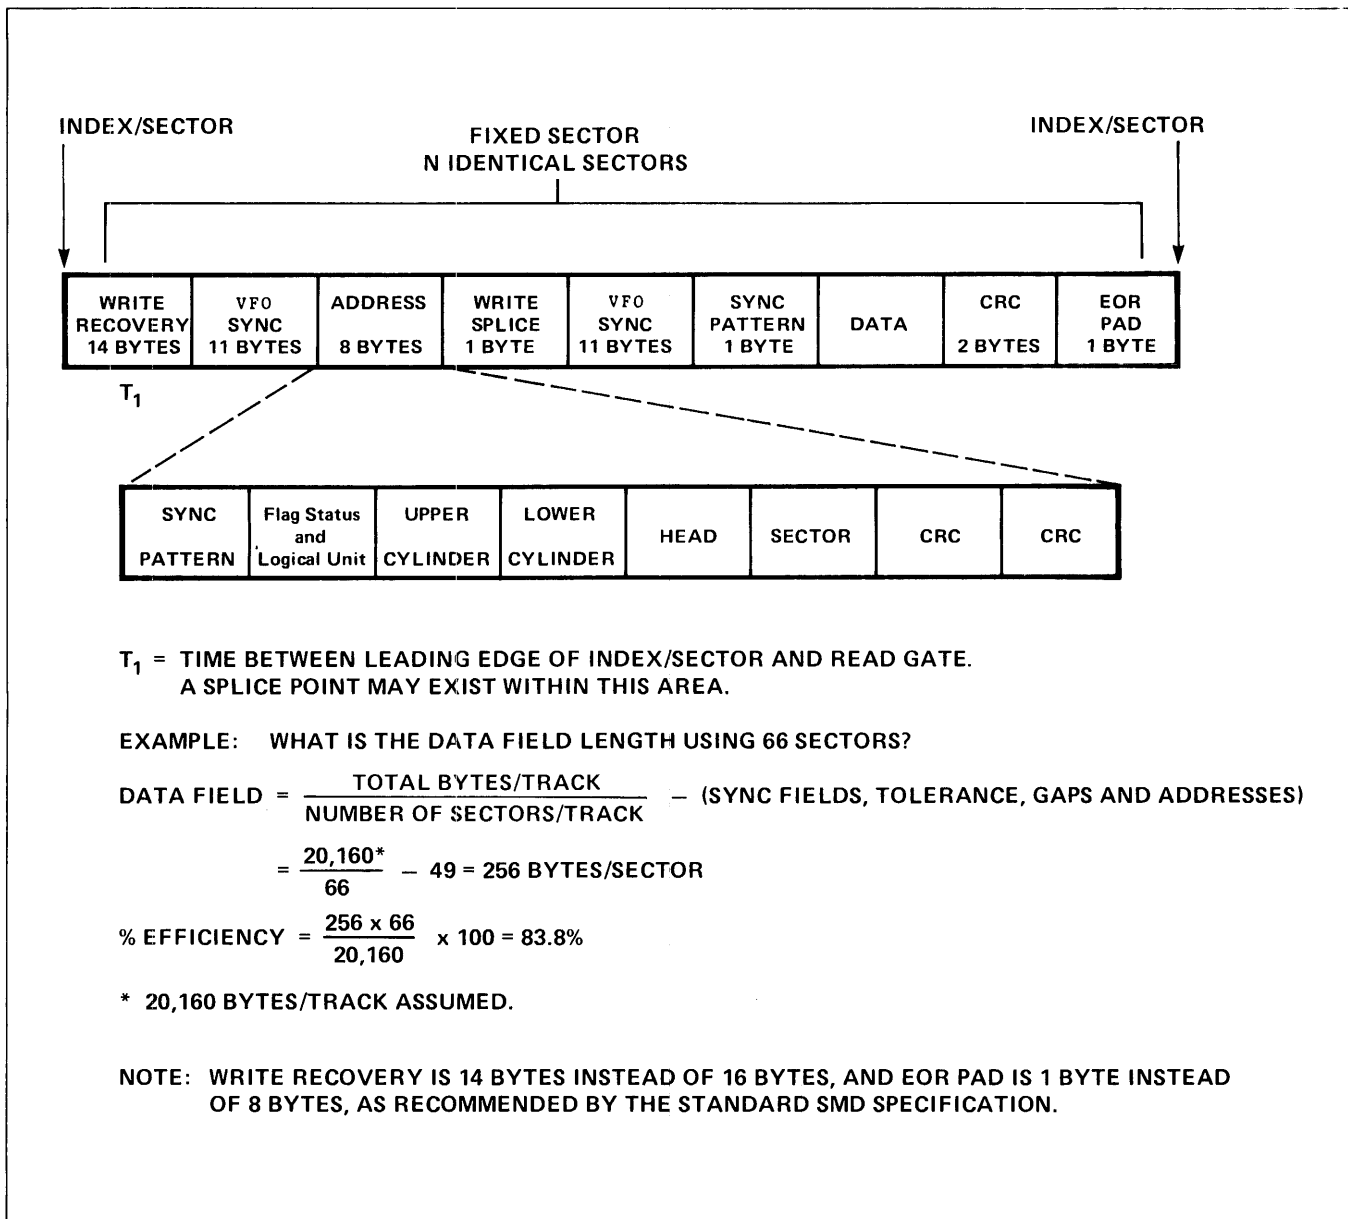 INDEX/SECTOR
FIXED SECTOR
N IDENTICAL SECTORS
INDEX/SECTOR
WRITE RECOVERY 14 BYTES
VFO SYNC 11 BYTES
ADDRESS 8 BYTES
WRITE SPLICE 1 BYTE
VFO SYNC 11 BYTES
SYNC PATTERN 1 BYTE
DATA
CRC 2 BYTES
EOR PAD 1 BYTE
T1
SYNC PATTERN
Flag Status and Logical Unit
UPPER CYLINDER
LOWER CYLINDER
HEAD
SECTOR
CRC
CRC
T1 = TIME BETWEEN LEADING EDGE OF INDEX/SECTOR AND READ GATE.
A SPLICE POINT MAY EXIST WITHIN THIS AREA.
EXAMPLE: WHAT IS THE DATA FIELD LENGTH USING 66 SECTORS?
DATA FIELD = TOTAL BYTES/TRACK / NUMBER OF SECTORS/TRACK − (SYNC FIELDS, TOLERANCE, GAPS AND ADDRESSES)
= 20,160* / 66 − 49 = 256 BYTES/SECTOR
% EFFICIENCY = 256 x 66 / 20,160 x 100 = 83.8%
* 20,160 BYTES/TRACK ASSUMED.
NOTE: WRITE RECOVERY IS 14 BYTES INSTEAD OF 16 BYTES, AND EOR PAD IS 1 BYTE INSTEAD
OF 8 BYTES, AS RECOMMENDED BY THE STANDARD SMD SPECIFICATION.